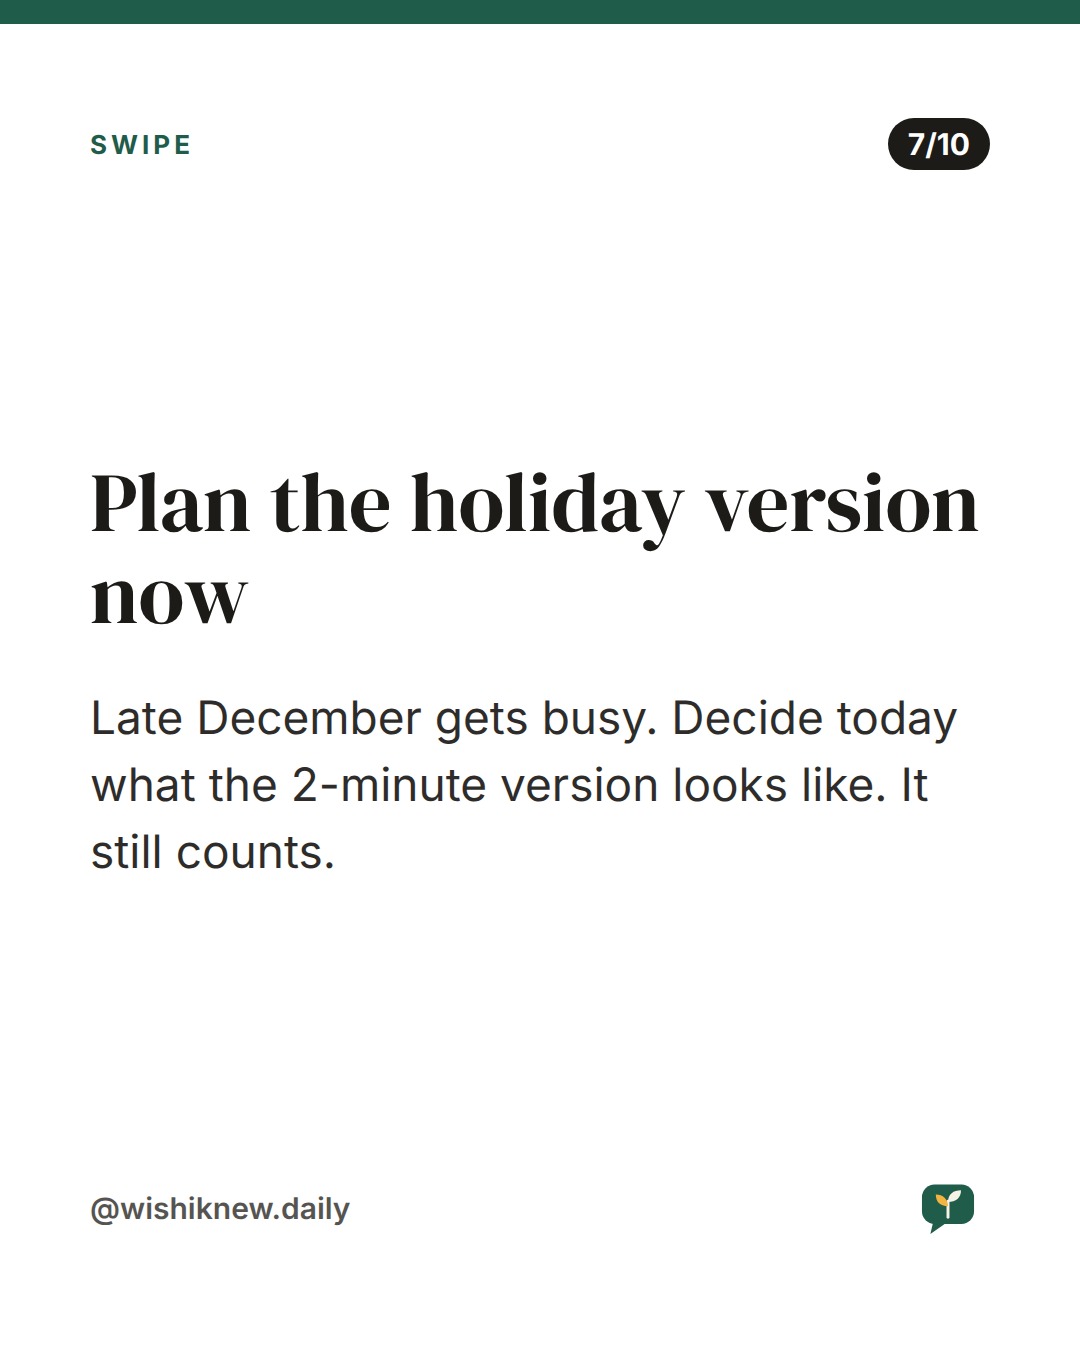 SWIPE
7/10
Plan the holiday version
now
Late December gets busy. Decide today
what the 2-minute version looks like. It
still counts.
@wishiknew.daily